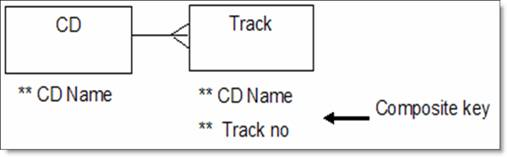 CD
Track
** CD Name
** CD Name
** Track no
Composite key